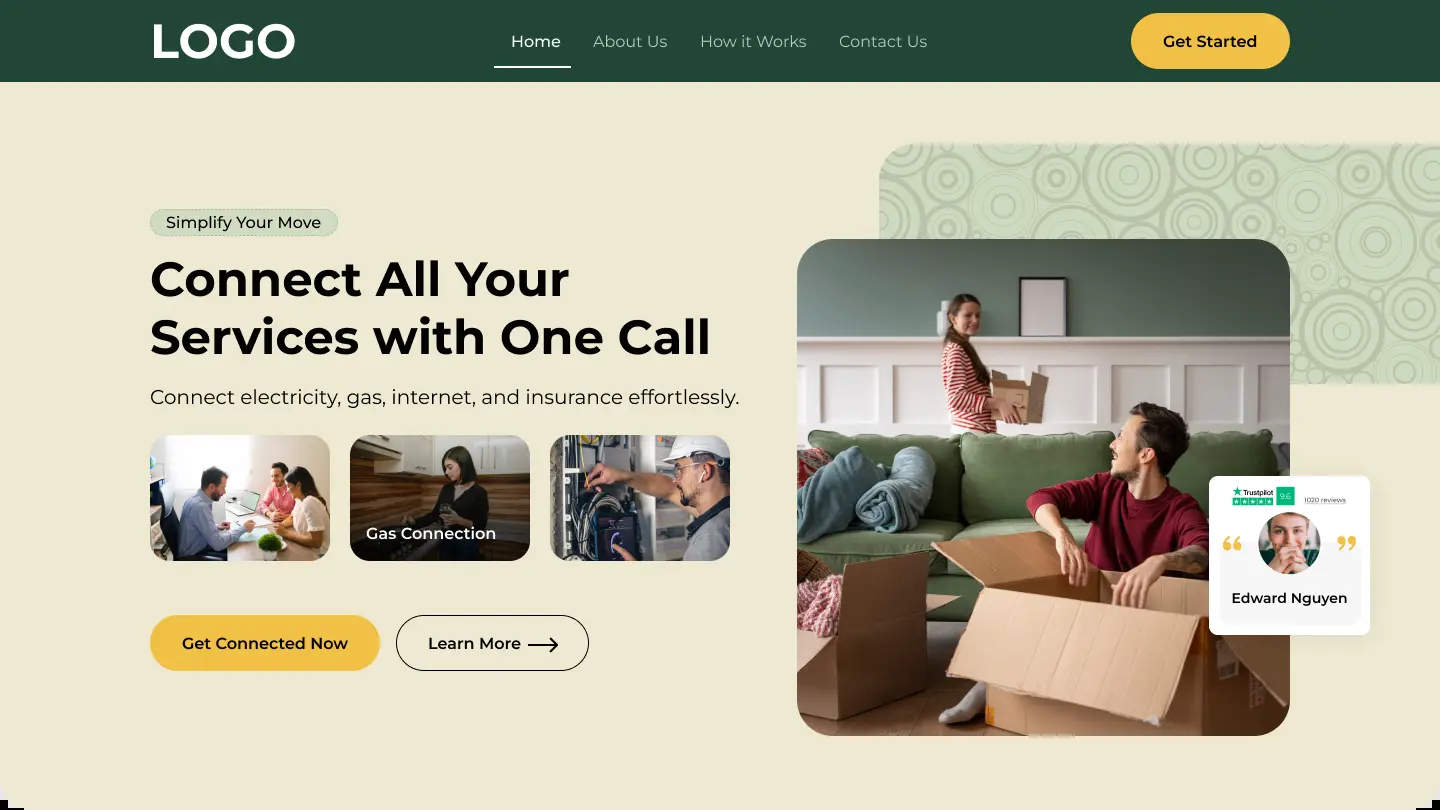 LOGO
Home
About Us
How it Works
Contact Us
Get Started
Simplify Your Move
Connect All Your
Services with One Call
Connect electricity, gas, internet, and insurance effortlessly.
Gas Connection
Get Connected Now
Learn More
Trustpilot
9.6
1020 reviews
Edward Nguyen